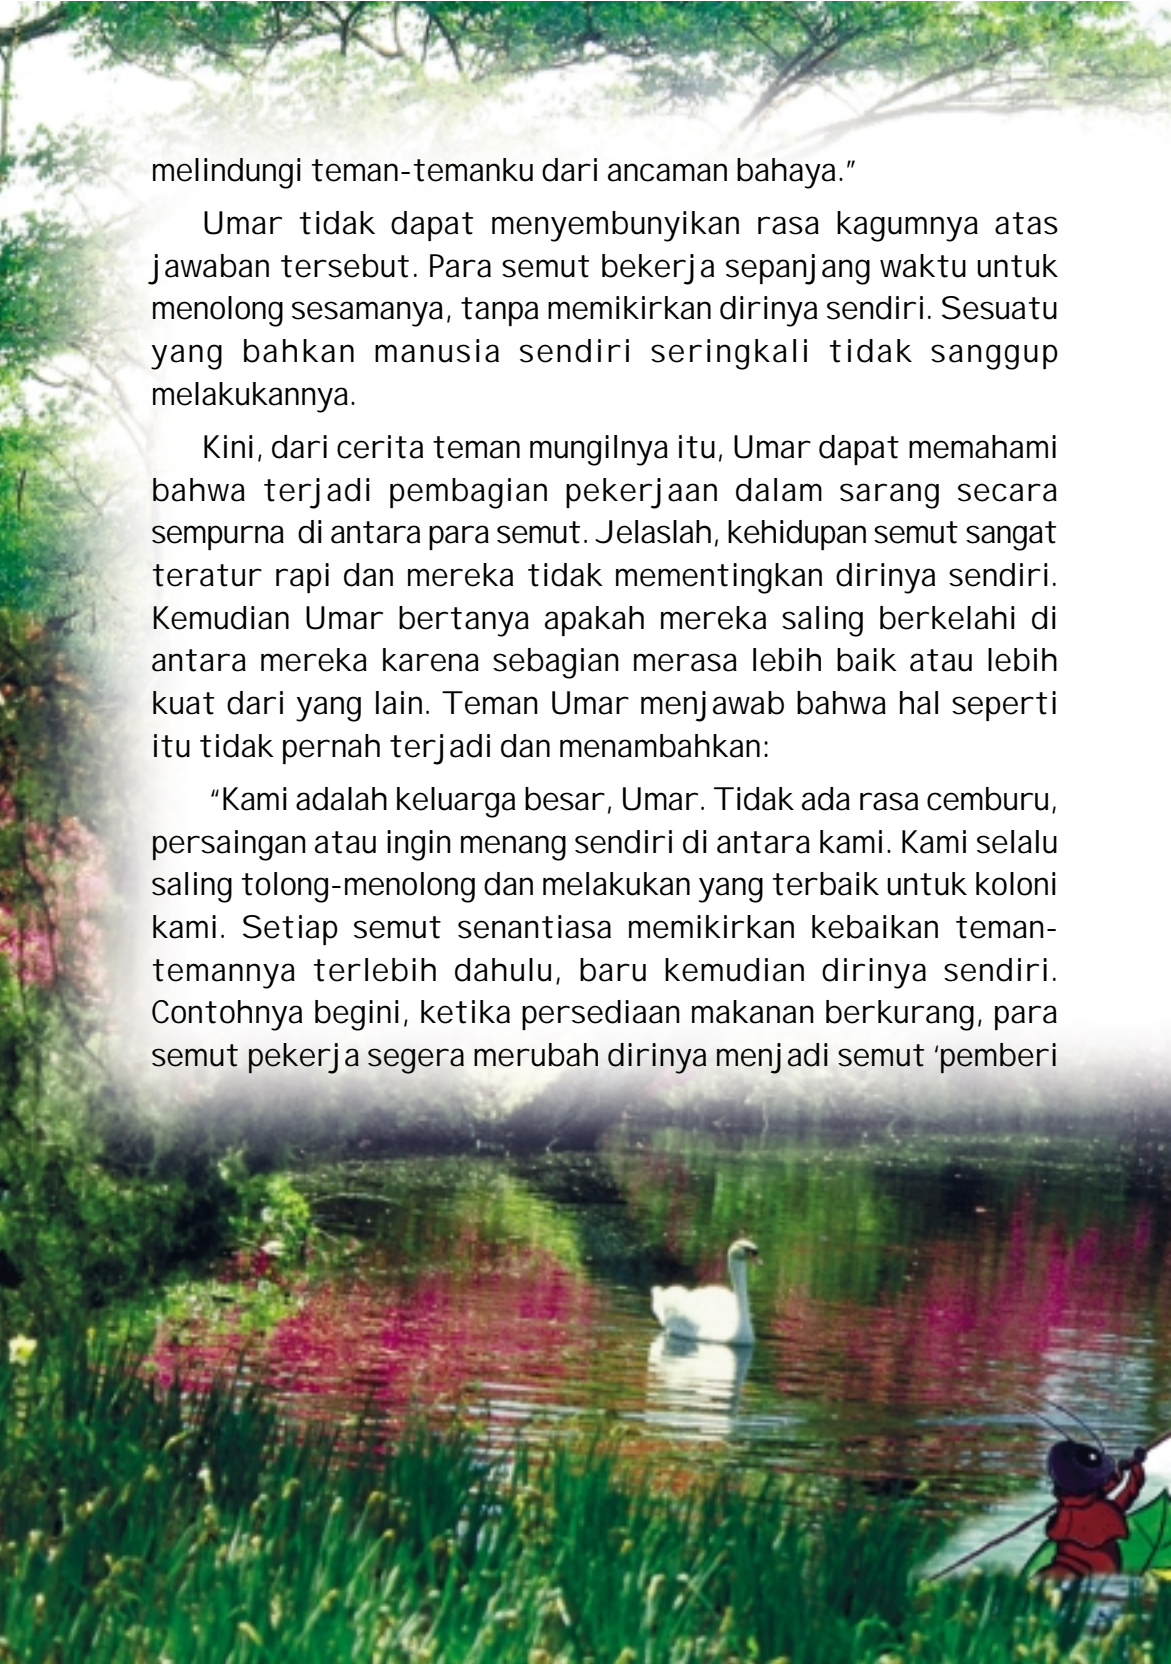 melindungi teman-temanku dari ancaman bahaya.”
Umar tidak dapat menyembunyikan rasa kagumnya atas
jawaban tersebut. Para semut bekerja sepanjang waktu untuk
menolong sesamanya, tanpa memikirkan dirinya sendiri. Sesuatu
yang bahkan manusia sendiri seringkali tidak sanggup
melakukannya.
Kini, dari cerita teman mungilnya itu, Umar dapat memahami
bahwa terjadi pembagian pekerjaan dalam sarang secara
sempurna di antara para semut. Jelaslah, kehidupan semut sangat
teratur rapi dan mereka tidak mementingkan dirinya sendiri.
Kemudian Umar bertanya apakah mereka saling berkelahi di
antara mereka karena sebagian merasa lebih baik atau lebih
kuat dari yang lain. Teman Umar menjawab bahwa hal seperti
itu tidak pernah terjadi dan menambahkan:
“Kami adalah keluarga besar, Umar. Tidak ada rasa cemburu,
persaingan atau ingin menang sendiri di antara kami. Kami selalu
saling tolong-menolong dan melakukan yang terbaik untuk koloni
kami. Setiap semut senantiasa memikirkan kebaikan teman-
temannya terlebih dahulu, baru kemudian dirinya sendiri.
Contohnya begini, ketika persediaan makanan berkurang, para
semut pekerja segera merubah dirinya menjadi semut ‘pemberi